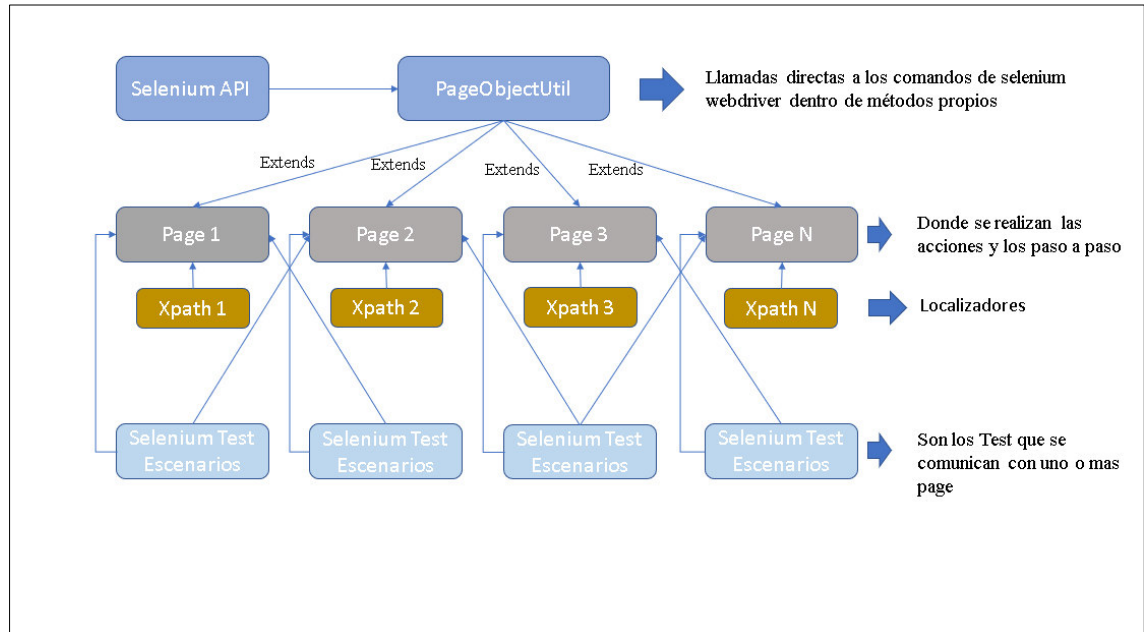 Selenium API
PageObjectUtil
Llamadas directas a los comandos de selenium
webdriver dentro de métodos propios
Extends
Extends
Extends
Extends
Page 1
Page 2
Page 3
Page N
Donde se realizan las
acciones y los paso a paso
Xpath 1
Xpath 2
Xpath 3
Xpath N
Localizadores
Selenium Test
Escenarios
Selenium Test
Escenarios
Selenium Test
Escenarios
Selenium Test
Escenarios
Son los Test que se
comunican con uno o mas
page